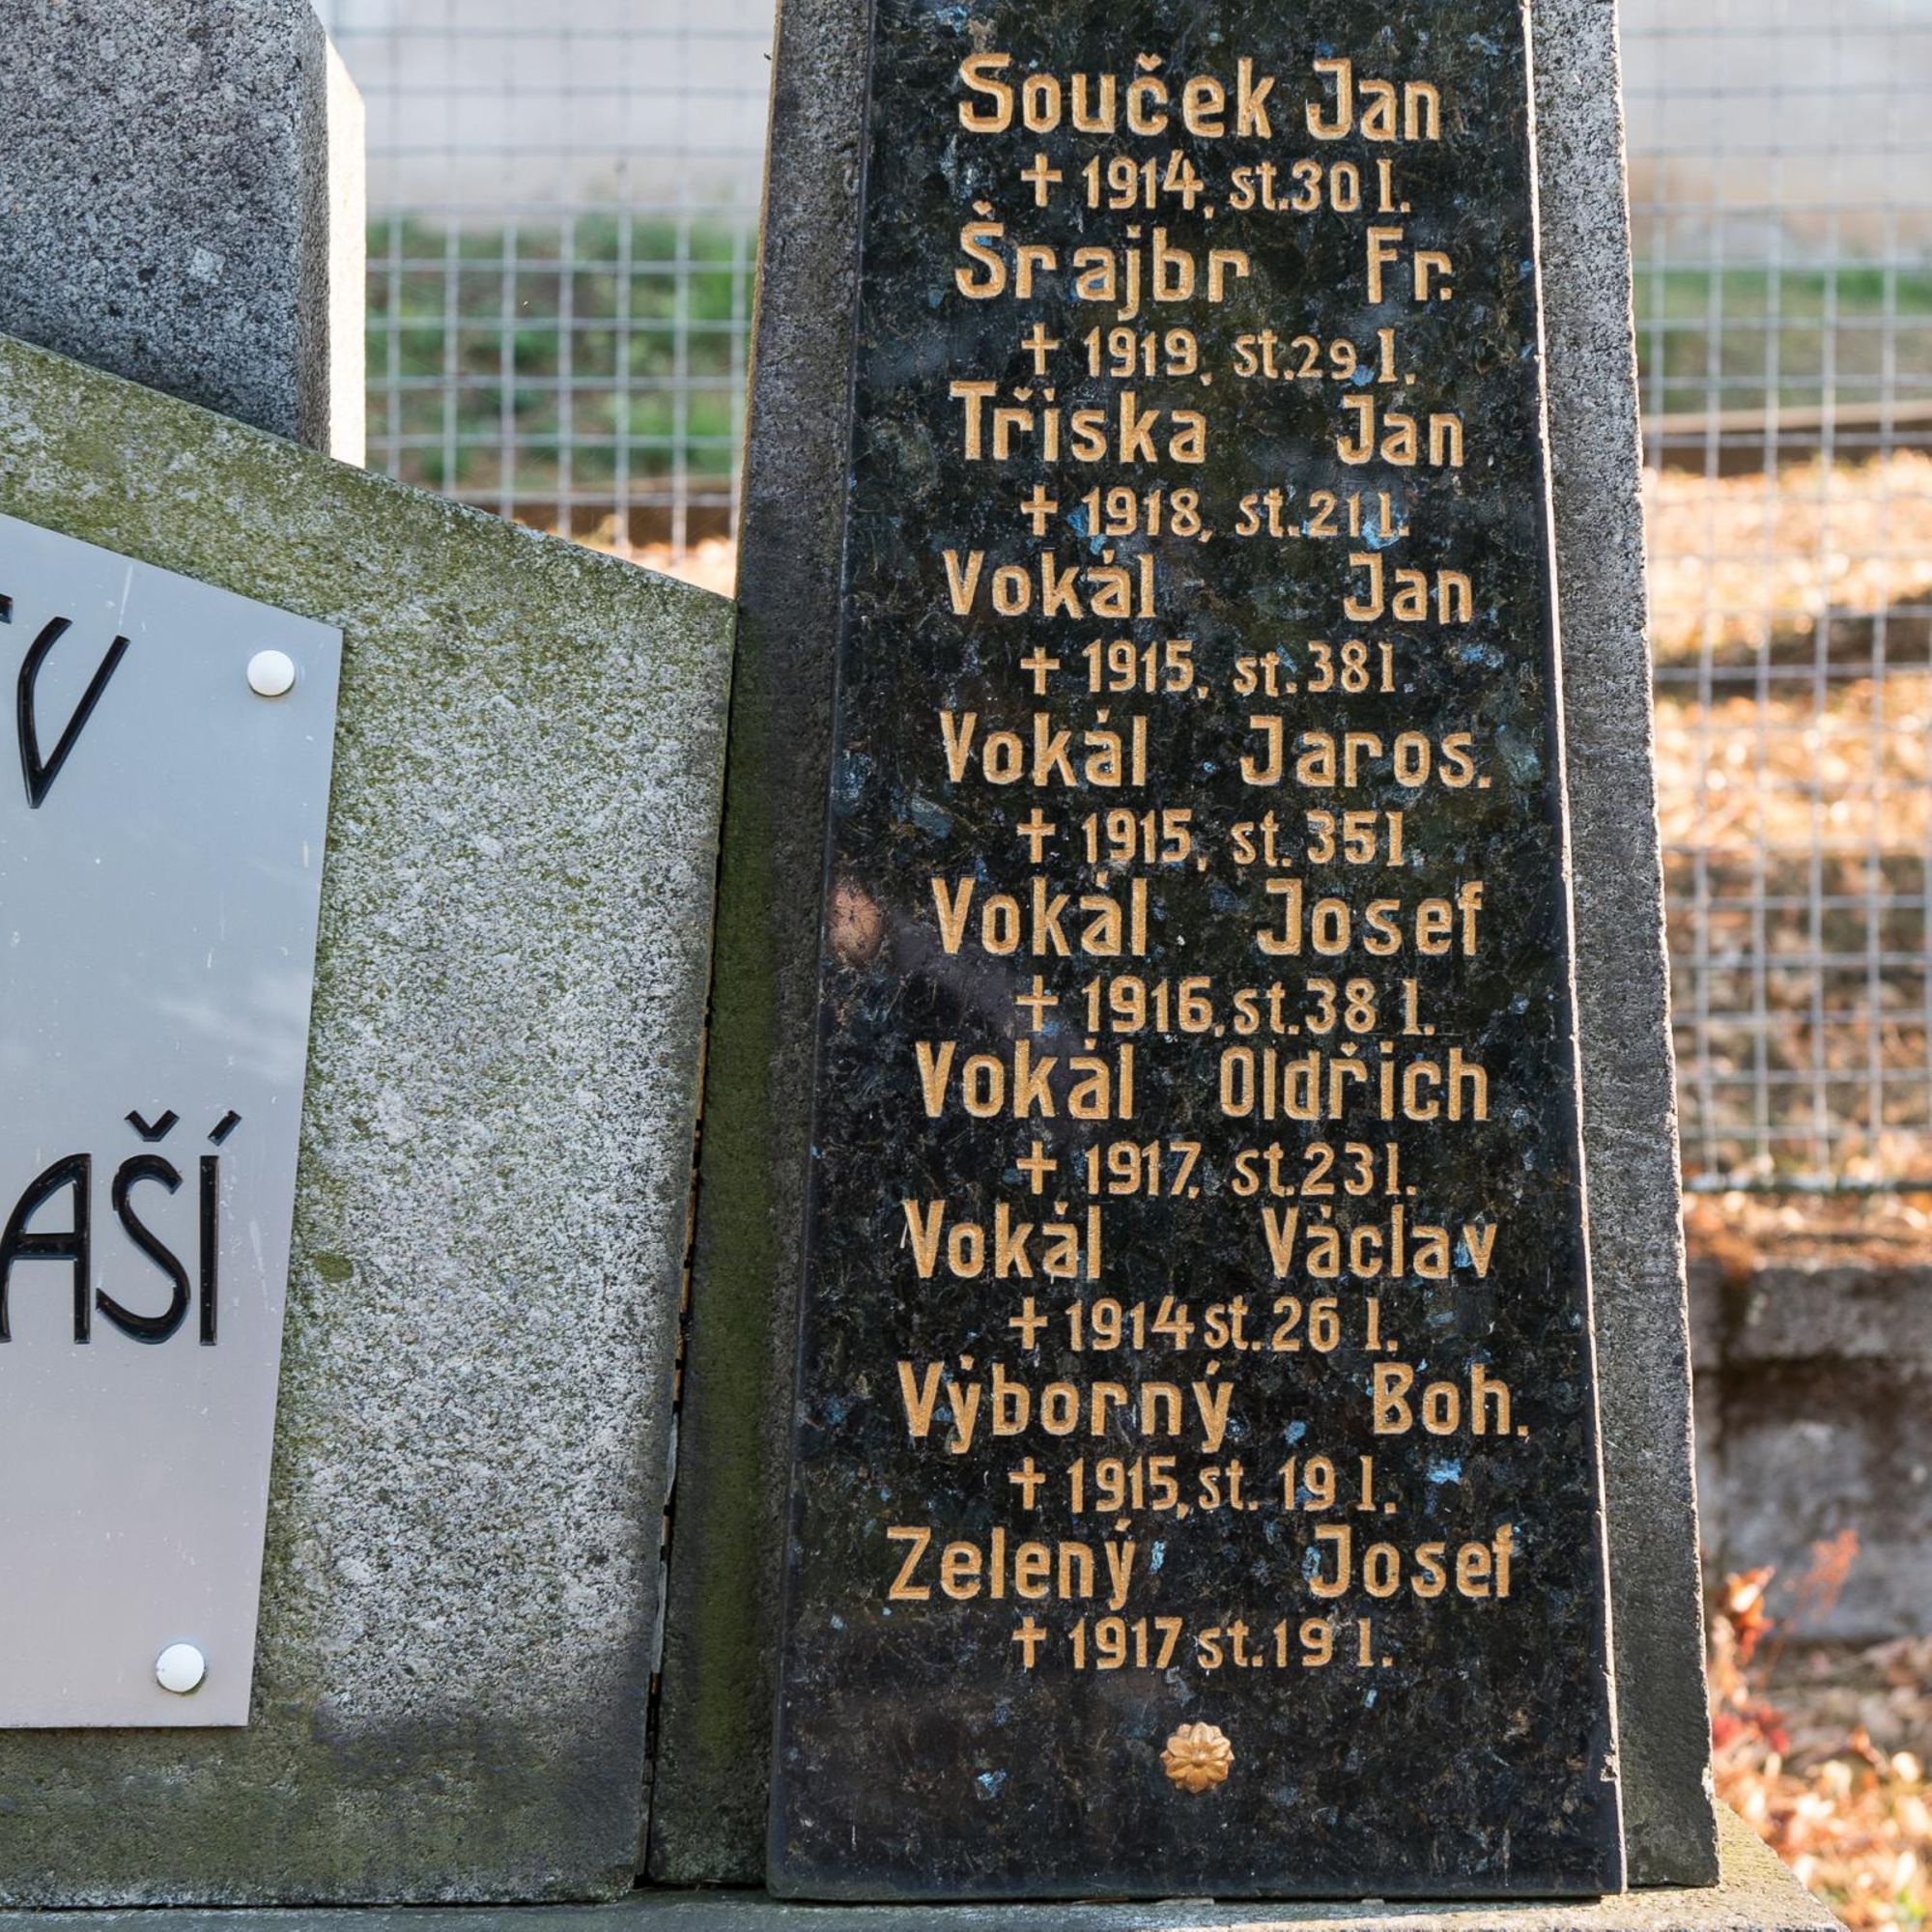 Souček Jan
† 1914, st.30 l.
Šrajbr Fr.
† 1919, st.29 l.
Tříska Jan
† 1918, st.21 l.
Vokál Jan
† 1915, st.38 l
Vokál Jaros.
† 1915, st.35 l.
Vokál Josef
† 1916, st.38 l.
Vokál Oldřich
† 1917, st.23 l.
Vokál Václav
† 1914 st.26 l.
Výborný Boh.
† 1915, st. 19 l.
Zelený Josef
† 1917 st.19 l.